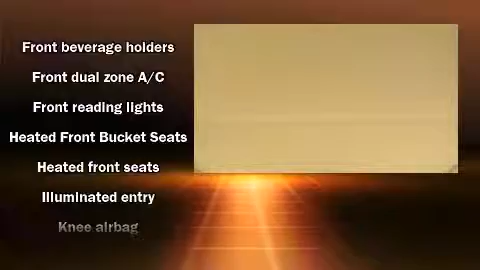 Front beverage holders
Front dual zone A/C
Front reading lights
Heated Front Bucket Seats
Heated front seats
Illuminated entry
Knee airbag